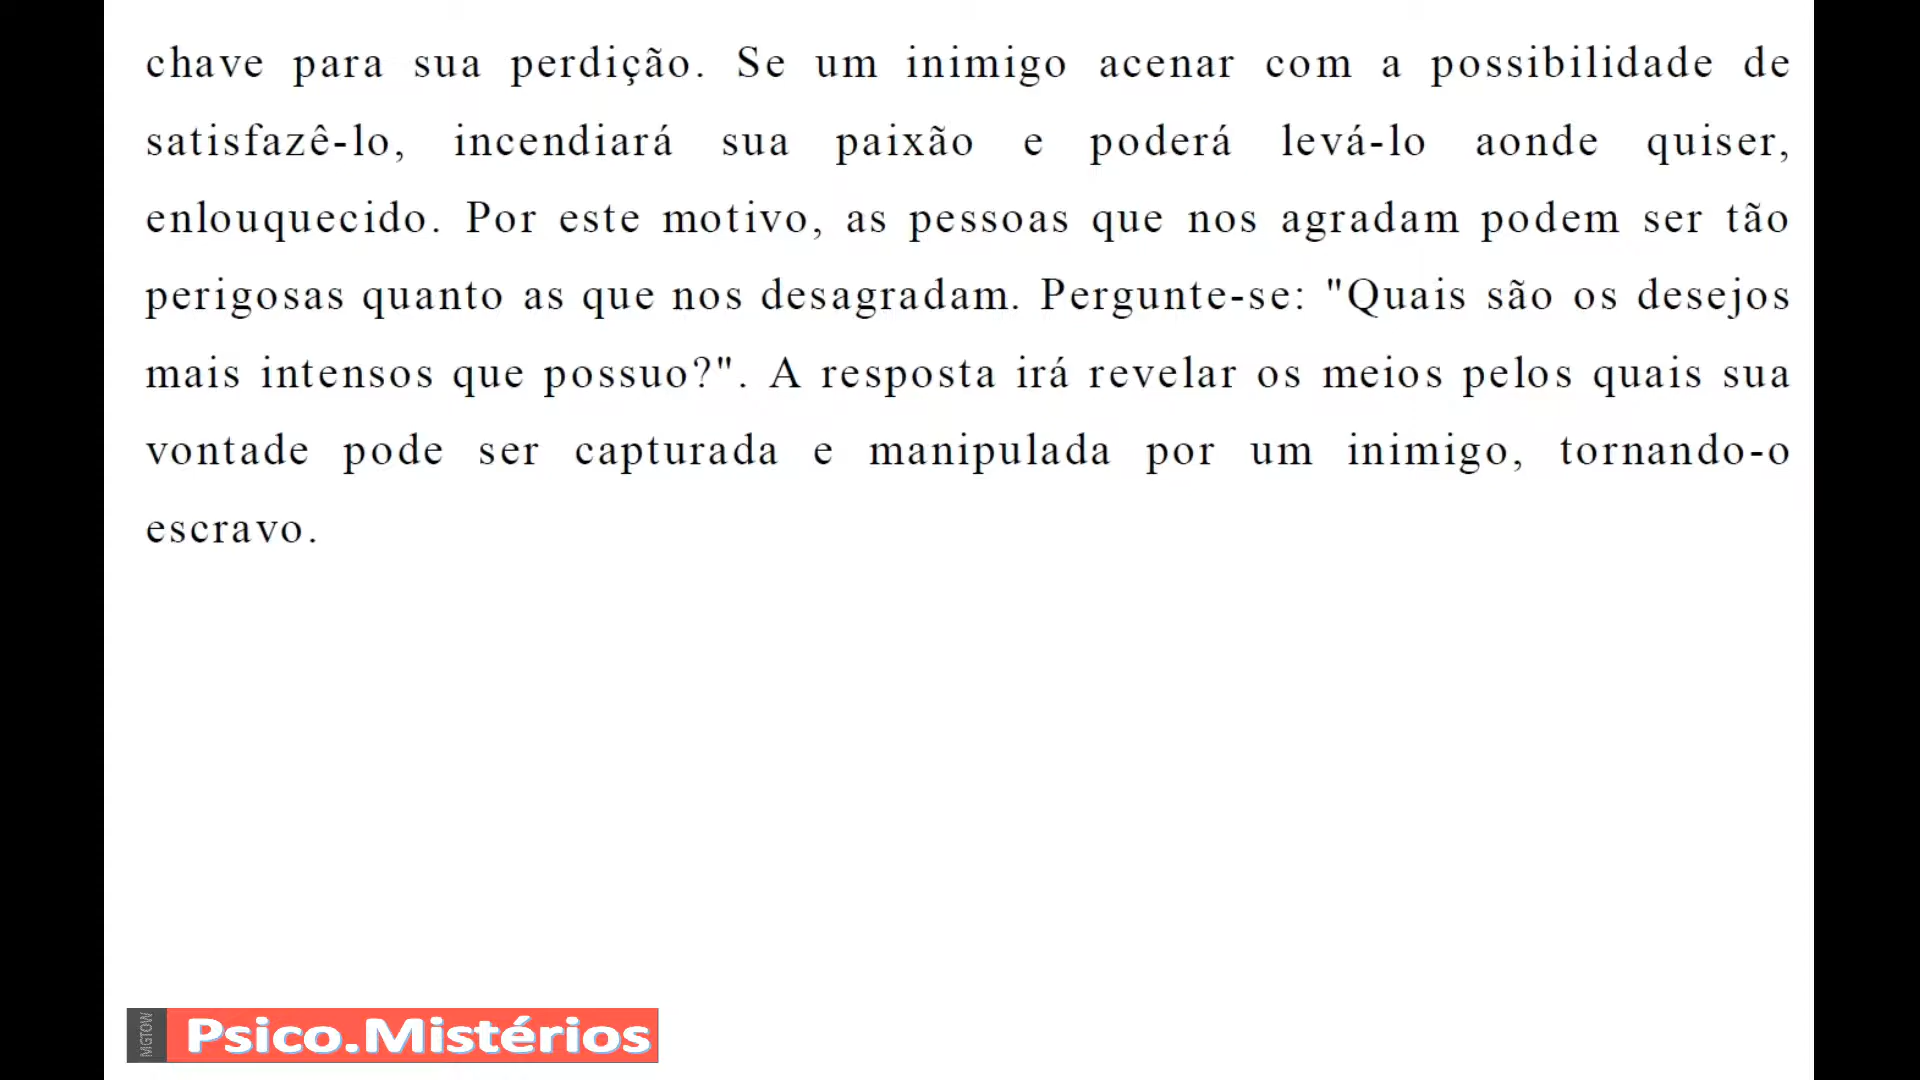 chave para sua perdição. Se um inimigo acenar com a possibilidade de
satisfazê-lo, incendiará sua paixão e poderá levá-lo aonde quiser,
enlouquecido. Por este motivo, as pessoas que nos agradam podem ser tão
perigosas quanto as que nos desagradam. Pergunte-se: "Quais são os desejos
mais intensos que possuo?". A resposta irá revelar os meios pelos quais sua
vontade pode ser capturada e manipulada por um inimigo, tornando-o
escravo.
MGTOW
Psico.Mistérios